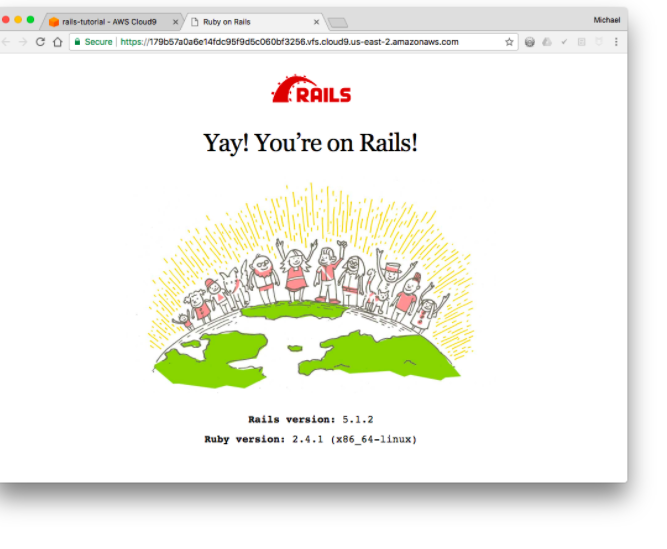 rails-tutorial - AWS Cloud9
Ruby on Rails
Michael
Secure https://179b57a0a6e14fdc95f9d5c060bf3256.vfs.cloud9.us-east-2.amazonaws.com
RAILS
Yay! You’re on Rails!
Rails version: 5.1.2
Ruby version: 2.4.1 (x86_64-linux)